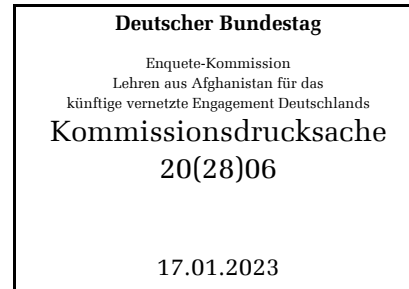 Deutscher Bundestag
Enquete-Kommission
Lehren aus Afghanistan für das
künftige vernetzte Engagement Deutschlands
Kommissionsdrucksache
20(28)06
17.01.2023